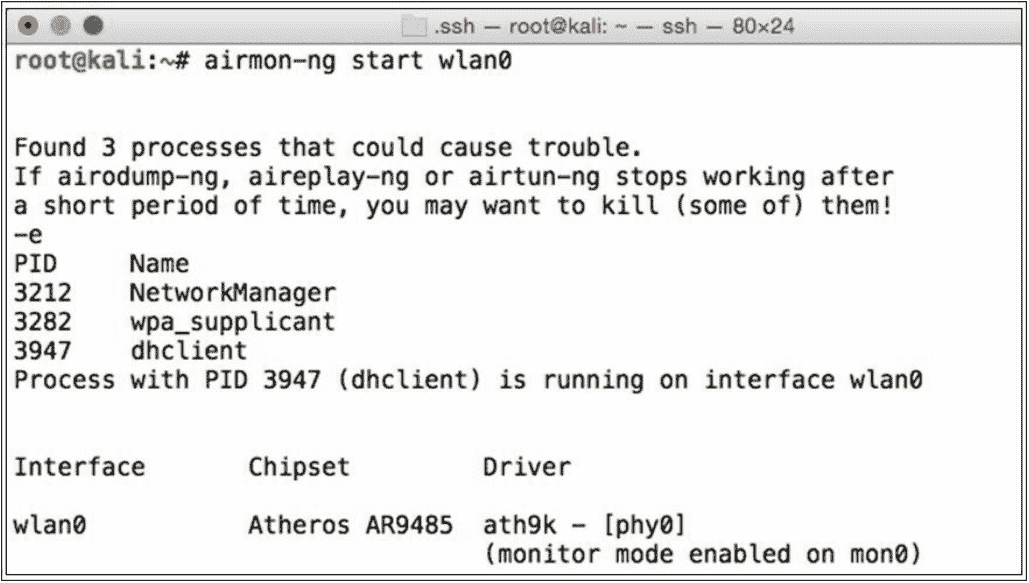 .ssh — root@kali: ~ — ssh — 80×24
root@kali:~# airmon-ng start wlan0
Found 3 processes that could cause trouble.
If airodump-ng, aireplay-ng or airtun-ng stops working after
a short period of time, you may want to kill (some of) them!
-e
PID     Name
3212    NetworkManager
3282    wpa_supplicant
3947    dhclient
Process with PID 3947 (dhclient) is running on interface wlan0
Interface       Chipset         Driver
wlan0           Atheros AR9485  ath9k - [phy0]
                                (monitor mode enabled on mon0)